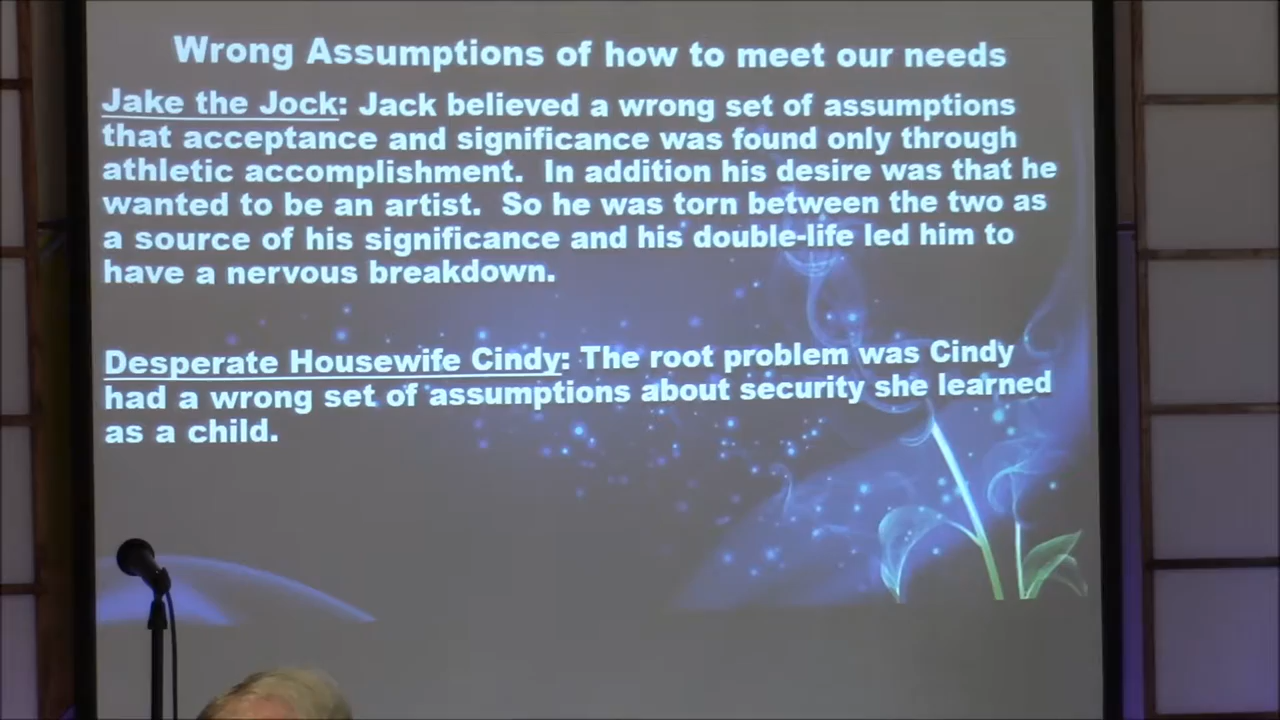 Wrong Assumptions of how to meet our needs
Jake the Jock: Jack believed a wrong set of assumptions
that acceptance and significance was found only through
athletic accomplishment. In addition his desire was that he
wanted to be an artist. So he was torn between the two as
a source of his significance and his double-life led him to
have a nervous breakdown.
Desperate Housewife Cindy: The root problem was Cindy
had a wrong set of assumptions about security she learned
as a child.